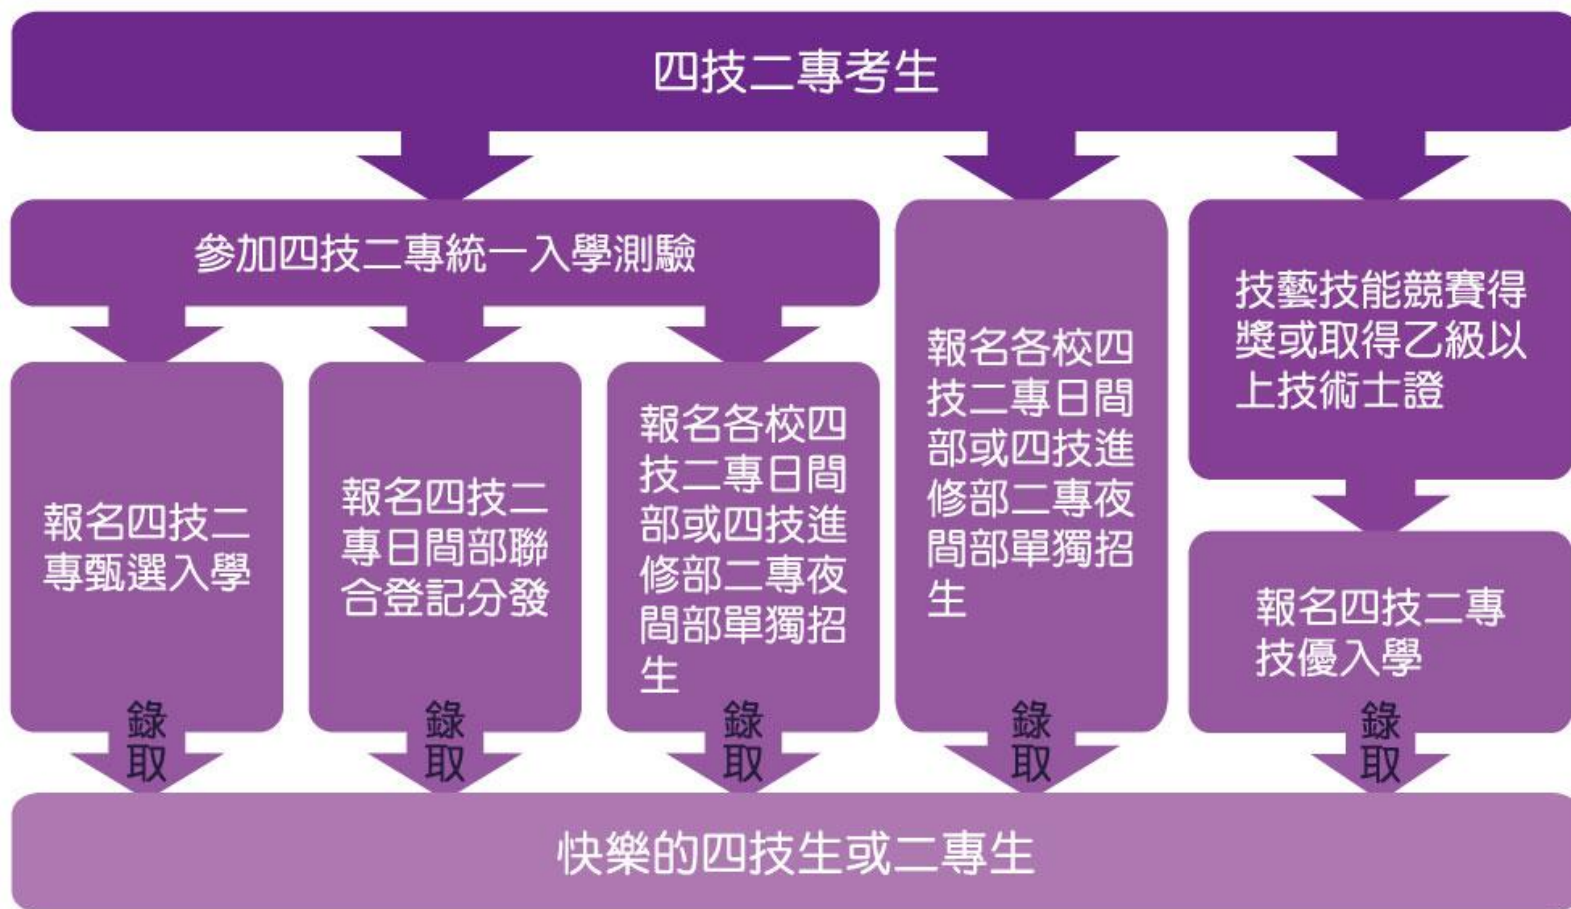 四技二專考生
參加四技二專統一入學測驗
報名四技二
專甄選入學
錄
取
報名四技二
專日間部聯
合登記分發
錄
取
報名各校四
技二專日間
部或四技進
修部二專夜
間部單獨招
生
錄
取
報名各校四
技二專日間
部或四技進
修部二專夜
間部單獨招
生
錄
取
技藝技能競賽得
獎或取得乙級以
上技術士證
報名四技二專
技優入學
錄
取
快樂的四技生或二專生